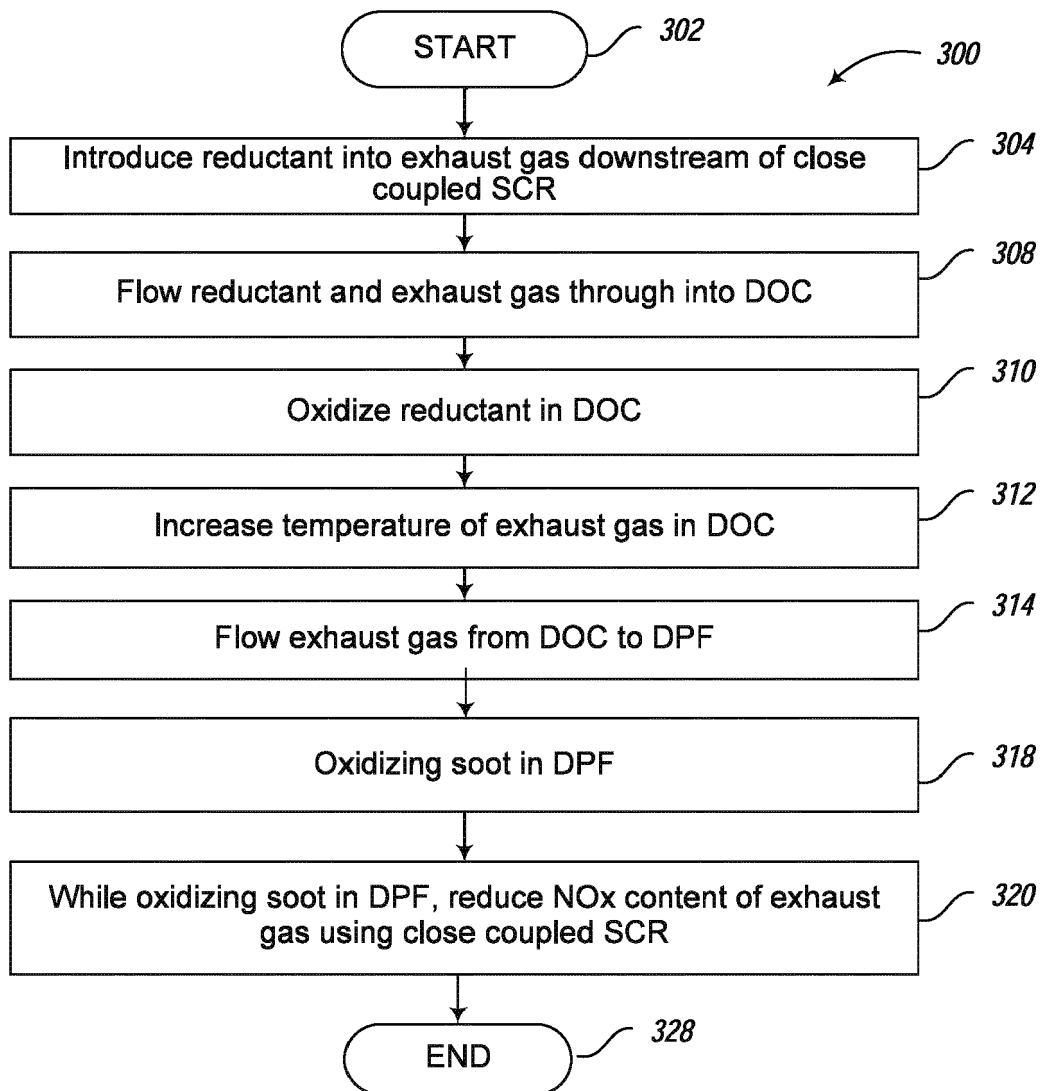 START
302
300
Introduce reductant into exhaust gas downstream of close
coupled SCR
304
Flow reductant and exhaust gas through into DOC
308
Oxidize reductant in DOC
310
Increase temperature of exhaust gas in DOC
312
Flow exhaust gas from DOC to DPF
314
Oxidizing soot in DPF
318
While oxidizing soot in DPF, reduce NOx content of exhaust
gas using close coupled SCR
320
END
328